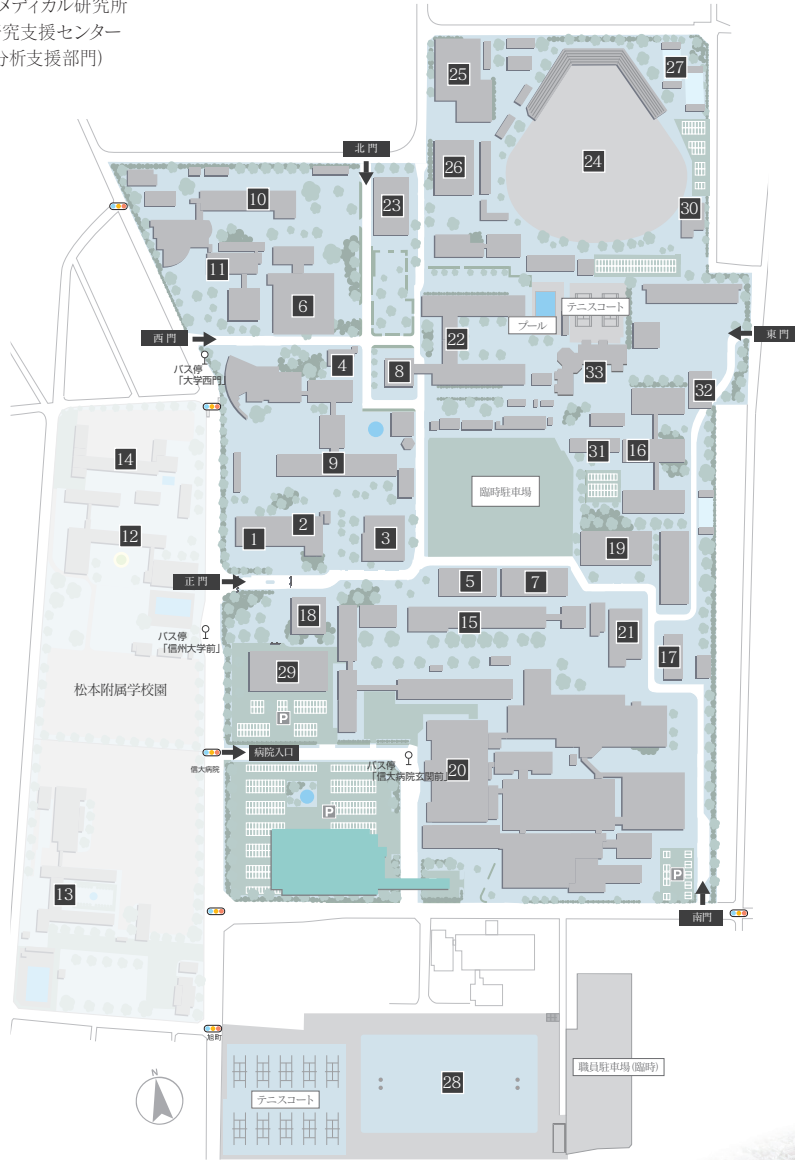 メディカル研究所
究支援センター
分析支援部門)
27
25
北門
24
26
10
23
30
11
6
テニスコート
プール
西門
東門
22
バス停
「大学西門」
4
8
33
32
14
9
31
16
臨時駐車場
12
1
2
3
19
正門
5
7
18
15
21
バス停
「信州大学前」
17
29
松本附属学校園
P
病院入口
信大病院
バス停
「信大病院玄関前」
20
P
13
P
南門
旭町
職員駐車場(臨時)
N
28
テニスコート